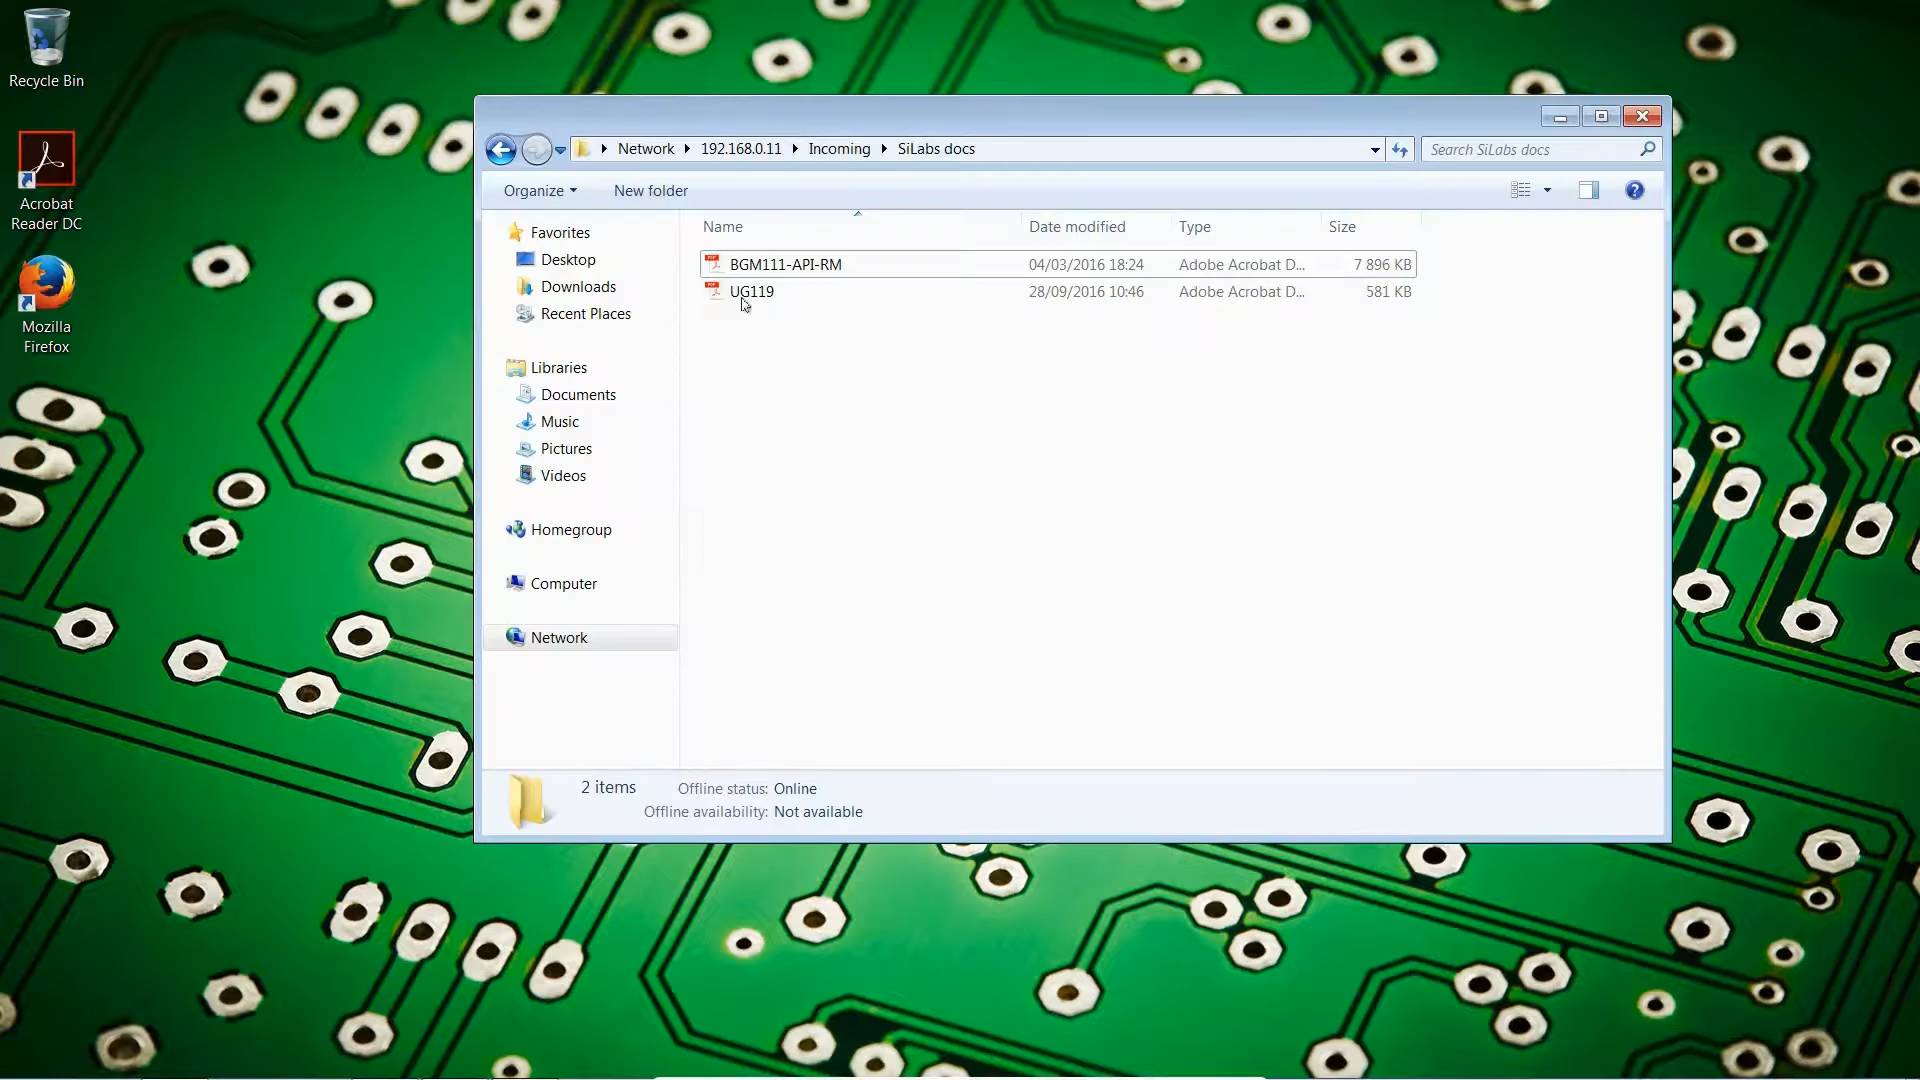 Recycle Bin
Acrobat
Reader DC
Mozilla
Firefox
Network 192.168.0.11 Incoming SiLabs docs
Search SiLabs docs
Organize New folder
Favorites
Desktop
Downloads
Recent Places
Libraries
Documents
Music
Pictures
Videos
Homegroup
Computer
Network
Name Date modified Type Size
BGM111-API-RM 04/03/2016 18:24 Adobe Acrobat D... 7 896 KB
UG119 28/09/2016 10:46 Adobe Acrobat D... 581 KB
2 items Offline status: Online
Offline availability: Not available